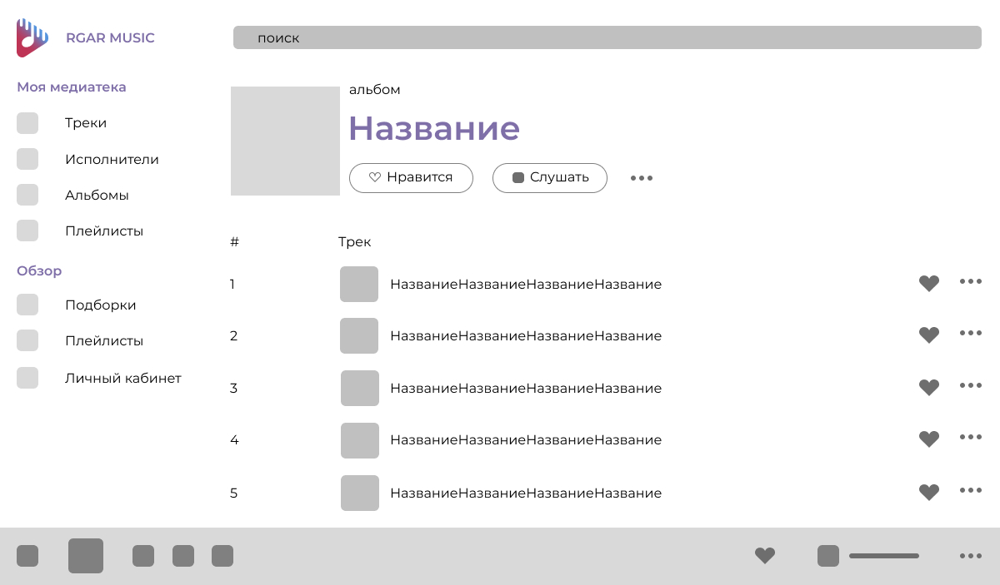 RGAR MUSIC
поиск
Моя медиатека
Треки
Исполнители
Альбомы
Плейлисты
Обзор
Подборки
Плейлисты
Личный кабинет
альбом
Название
Нравится
Слушать
# Трек
1 НазваниеНазваниеНазваниеНазвание
2 НазваниеНазваниеНазваниеНазвание
3 НазваниеНазваниеНазваниеНазвание
4 НазваниеНазваниеНазваниеНазвание
5 НазваниеНазваниеНазваниеНазвание